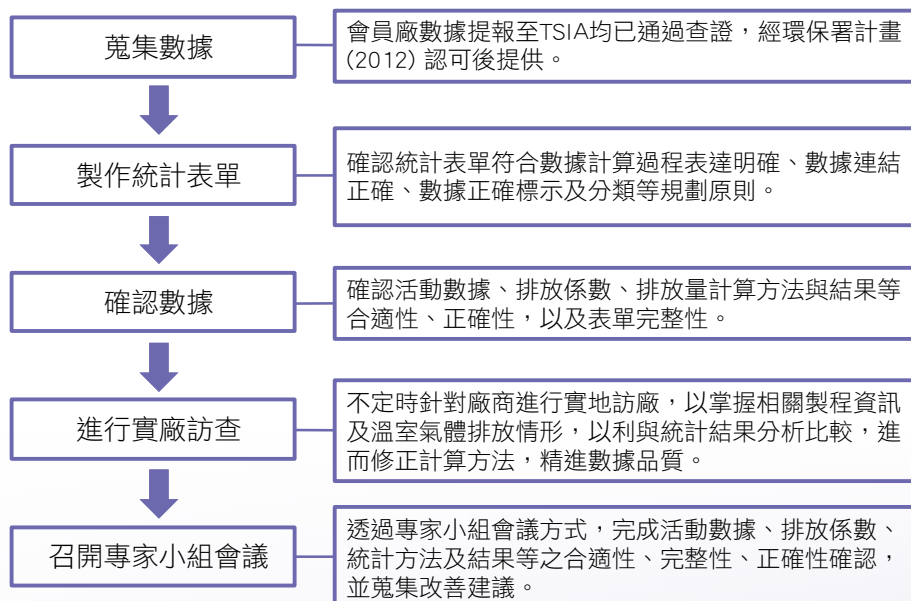 蒐集數據
會員廠數據提報至TSIA均已通過查證，經環保署計畫
(2012) 認可後提供。
製作統計表單
確認統計表單符合數據計算過程表達明確、數據連結
正確、數據正確標示及分類等規劃原則。
確認數據
確認活動數據、排放係數、排放量計算方法與結果等
合適性、正確性，以及表單完整性。
進行實廠訪查
不定時針對廠商進行實地訪廠，以掌握相關製程資訊
及溫室氣體排放情形，以利與統計結果分析比較，進
而修正計算方法，精進數據品質。
召開專家小組會議
透過專家小組會議方式，完成活動數據、排放係數、
統計方法及結果等之合適性、完整性、正確性確認，
並蒐集改善建議。